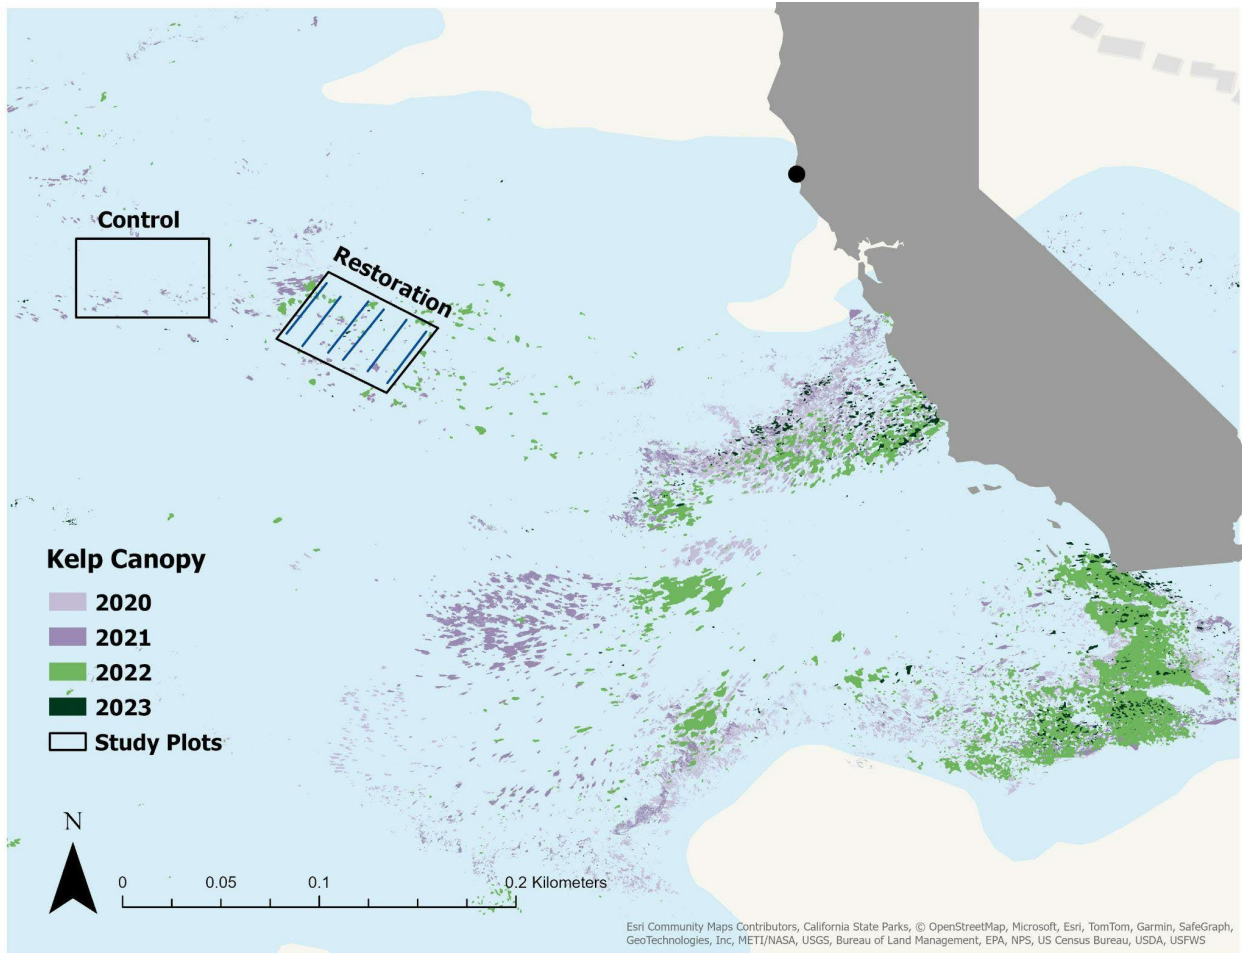 Control
Restoration
Kelp Canopy
2020
2021
2022
2023
Study Plots
N
0 0.05 0.1 0.2 Kilometers
Esri Community Maps Contributors, California State Parks, © OpenStreetMap, Microsoft, Esri, TomTom, Garmin, SafeGraph,
GeoTechnologies, Inc, METI/NASA, USGS, Bureau of Land Management, EPA, NPS, US Census Bureau, USDA, USFWS